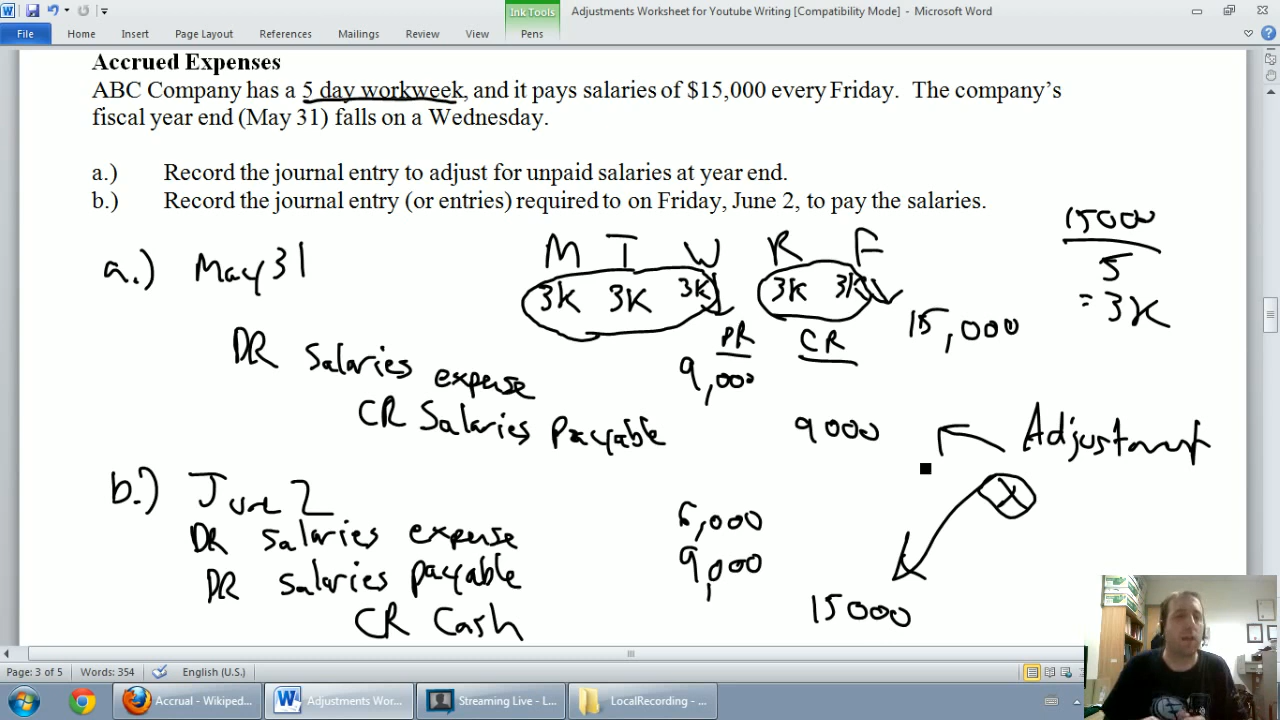 Ink Tools
Adjustments Worksheet for Youtube Writing [Compatibility Mode] - Microsoft Word
File Home Insert Page Layout References Mailings Review View Pens
Accrued Expenses
ABC Company has a 5 day workweek, and it pays salaries of $15,000 every Friday. The company's
fiscal year end (May 31) falls on a Wednesday.
a.) Record the journal entry to adjust for unpaid salaries at year end.
b.) Record the journal entry (or entries) required to on Friday, June 2, to pay the salaries.
15000
5
= 3K
a.) May 31
M T W R F
3K 3K 3K 3K 3K
15,000
DR CR
DR Salaries expense 9,000
CR Salaries Payable 9000
Adjustment
b.) June 2
DR Salaries expense 6,000
DR Salaries payable 9,000
CR Cash 15000
X
Page: 3 of 5 Words: 354 English (U.S.)
Accrual - Wikiped... Adjustments Wor... Streaming Live - L... LocalRecording - ...